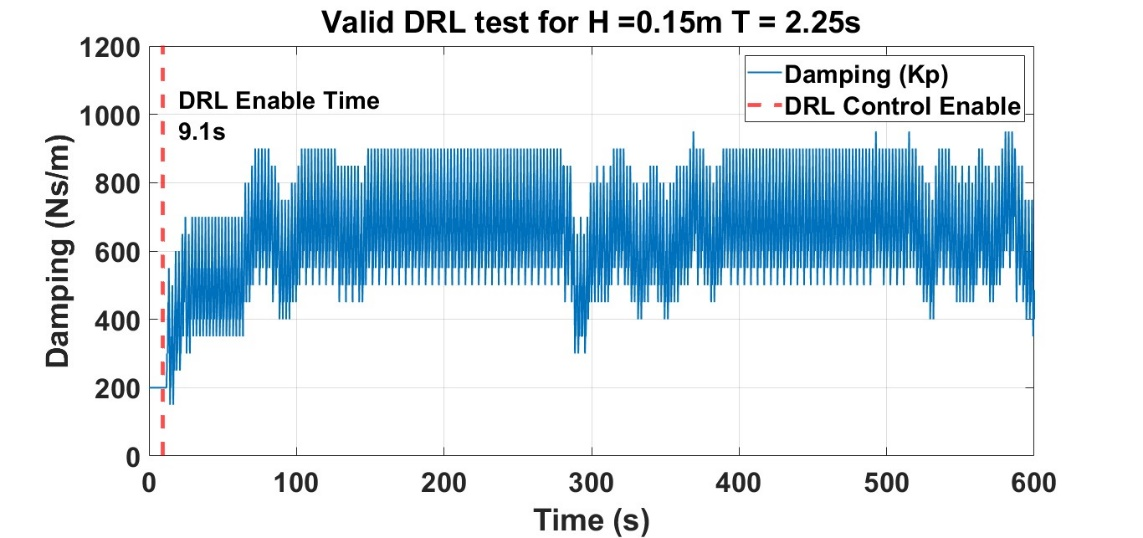 Valid DRL test for H =0.15m T = 2.25s
1200
1000
800
600
400
200
0
Damping (Ns/m)
DRL Enable Time
9.1s
Damping (Kp)
DRL Control Enable
0 100 200 300 400 500 600
Time (s)